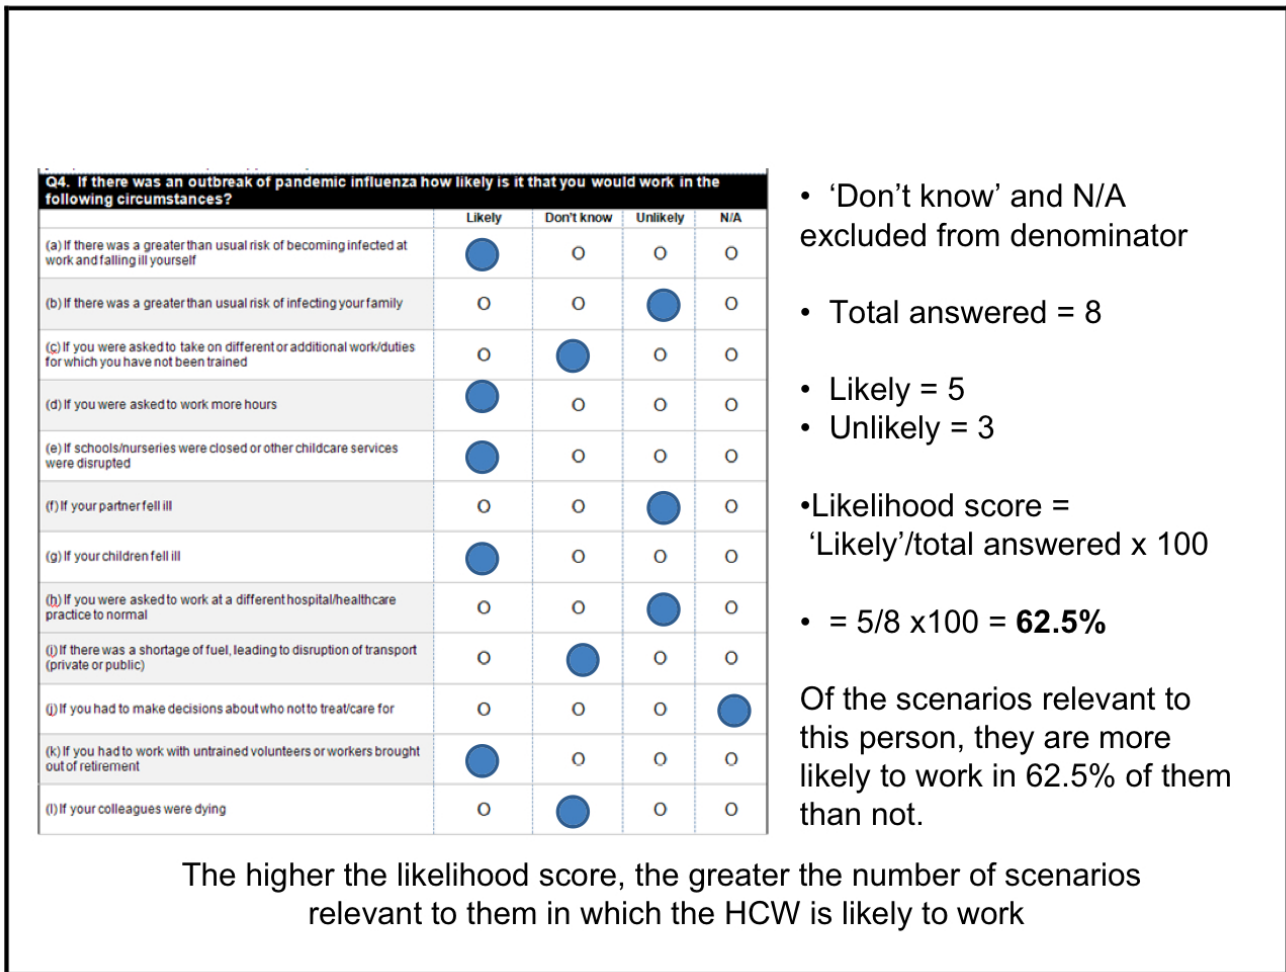 Q4. If there was an outbreak of pandemic influenza how likely is it that you would work in the
following circumstances?
Likely Don't know Unlikely N/A
(a) If there was a greater than usual risk of becoming infected at
work and falling ill yourself
O O O
(b) If there was a greater than usual risk of infecting your family
O O O
(c) If you were asked to take on different or additional work/duties
for which you have not been trained
O O O
(d) If you were asked to work more hours
O O O
(e) If schools/nurseries were closed or other childcare services
were disrupted
O O O
(f) If your partner fell ill
O O O
(g) If your children fell ill
O O O
(h) If you were asked to work at a different hospital/healthcare
practice to normal
O O O
(i) If there was a shortage of fuel, leading to disruption of transport
(private or public)
O O O
(j) If you had to make decisions about who not to treat/care for
O O O
(k) If you had to work with untrained volunteers or workers brought
out of retirement
O O O
(l) If your colleagues were dying
O O O
• ‘Don’t know’ and N/A
excluded from denominator
• Total answered = 8
• Likely = 5
• Unlikely = 3
•Likelihood score =
‘Likely’/total answered x 100
• = 5/8 x100 = 62.5%
Of the scenarios relevant to
this person, they are more
likely to work in 62.5% of them
than not.
The higher the likelihood score, the greater the number of scenarios
relevant to them in which the HCW is likely to work